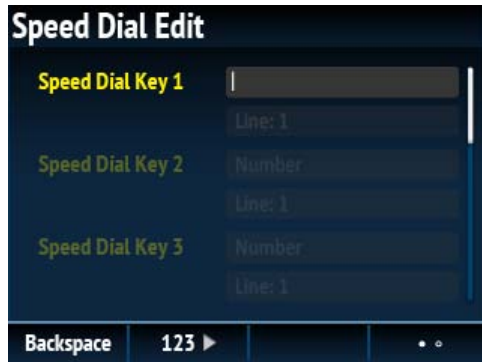 Speed Dial Edit
Speed Dial Key 1
Line: 1
Speed Dial Key 2 Number
Line: 1
Speed Dial Key 3 Number
Line: 1
Backspace 123